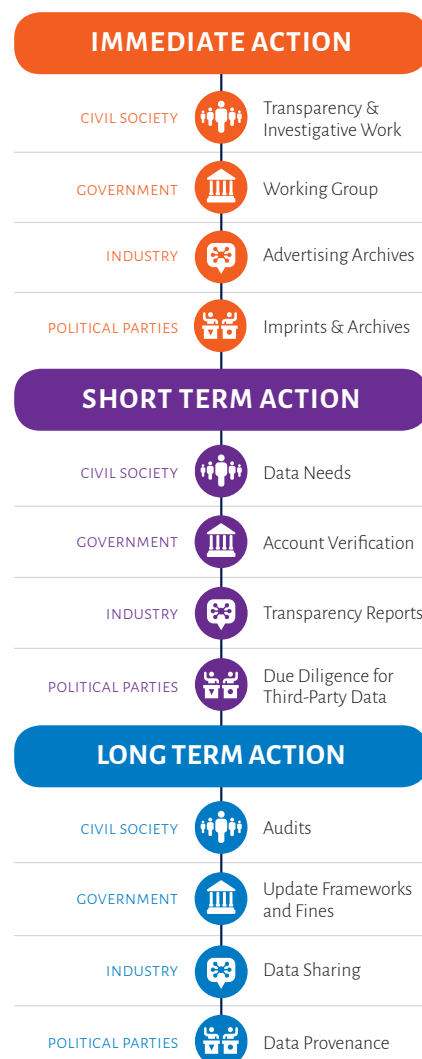 IMMEDIATE ACTION
CIVIL SOCIETY
Transparency &
Investigative Work
GOVERNMENT
Working Group
INDUSTRY
Advertising Archives
POLITICAL PARTIES
Imprints & Archives
SHORT TERM ACTION
CIVIL SOCIETY
Data Needs
GOVERNMENT
Account Verification
INDUSTRY
Transparency Reports
POLITICAL PARTIES
Due Diligence for
Third-Party Data
LONG TERM ACTION
CIVIL SOCIETY
Audits
GOVERNMENT
Update Frameworks
and Fines
INDUSTRY
Data Sharing
POLITICAL PARTIES
Data Provenance